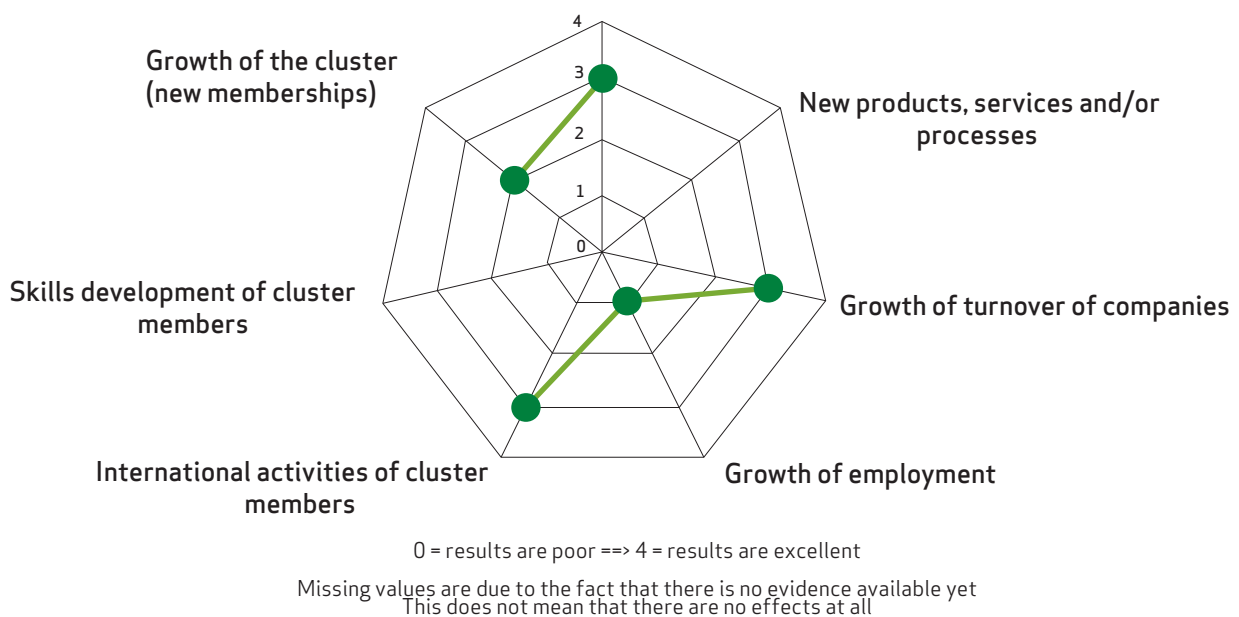 4
Growth of the cluster
(new memberships)
3
New products, services and/or
processes
2
1
0
Skills development of cluster
members
Growth of turnover of companies
International activities of cluster
members
Growth of employment
0 = results are poor ==> 4 = results are excellent
Missing values are due to the fact that there is no evidence available yet
This does not mean that there are no effects at all